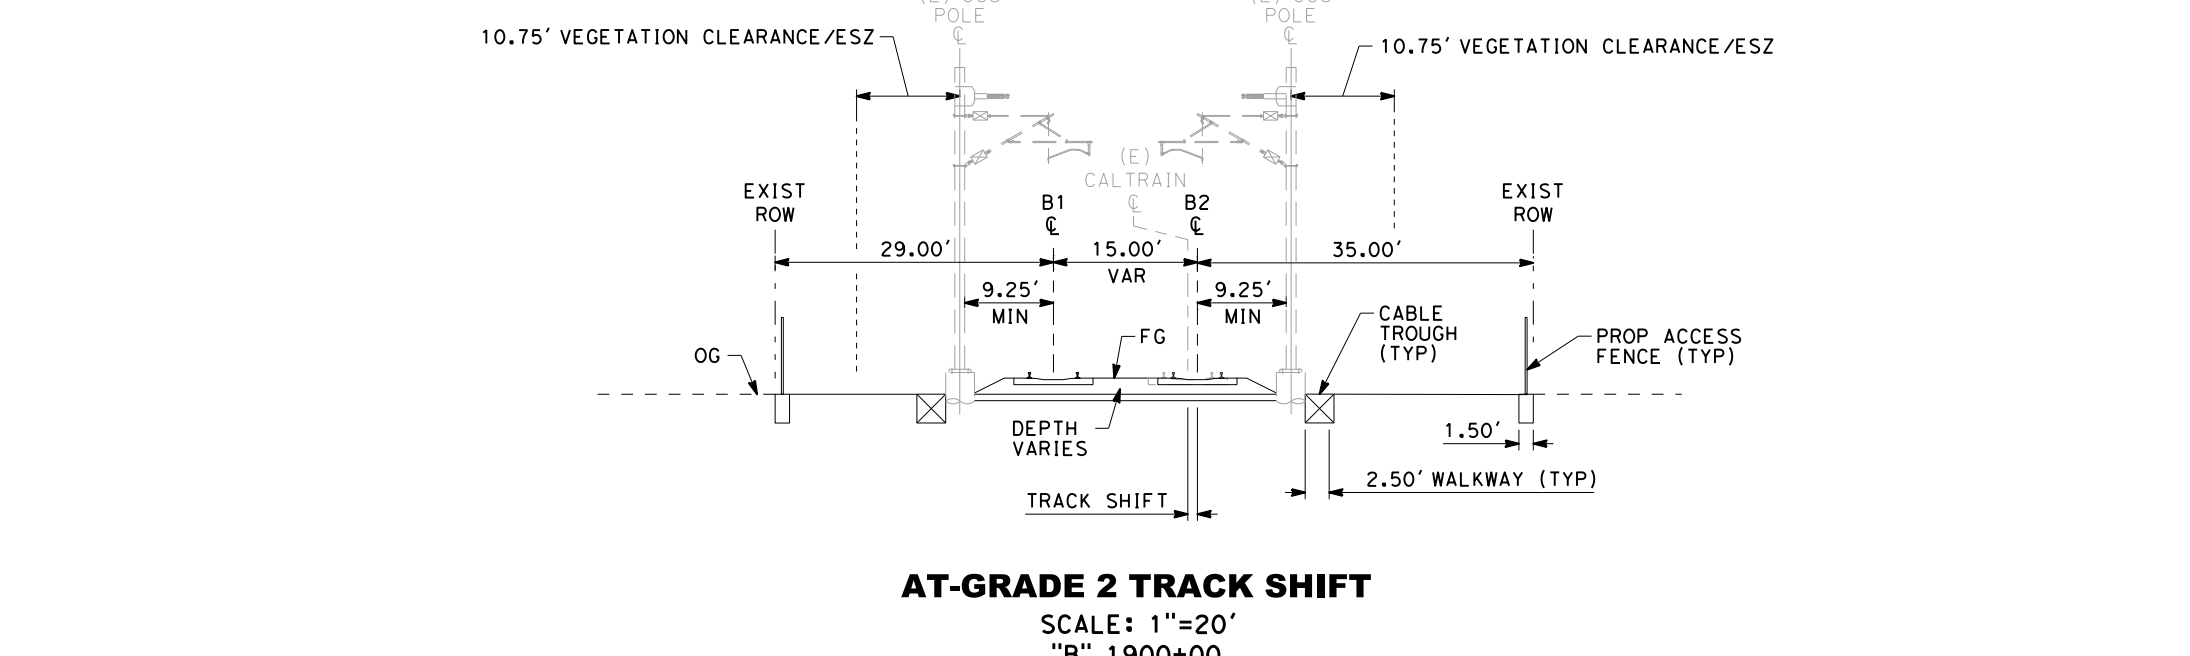 POLE
℄
POLE
℄
10.75' VEGETATION CLEARANCE/ESZ
10.75' VEGETATION CLEARANCE/ESZ
(E)
CALTRAIN
℄
EXIST
ROW
B1
℄
B2
℄
EXIST
ROW
29.00'
15.00'
VAR
35.00'
9.25'
MIN
9.25'
MIN
CABLE
TROUGH
(TYP)
FG
PROP ACCESS
FENCE (TYP)
OG
DEPTH
VARIES
1.50'
2.50' WALKWAY (TYP)
TRACK SHIFT
AT-GRADE 2 TRACK SHIFT
SCALE: 1"=20'
"B" 1900+00